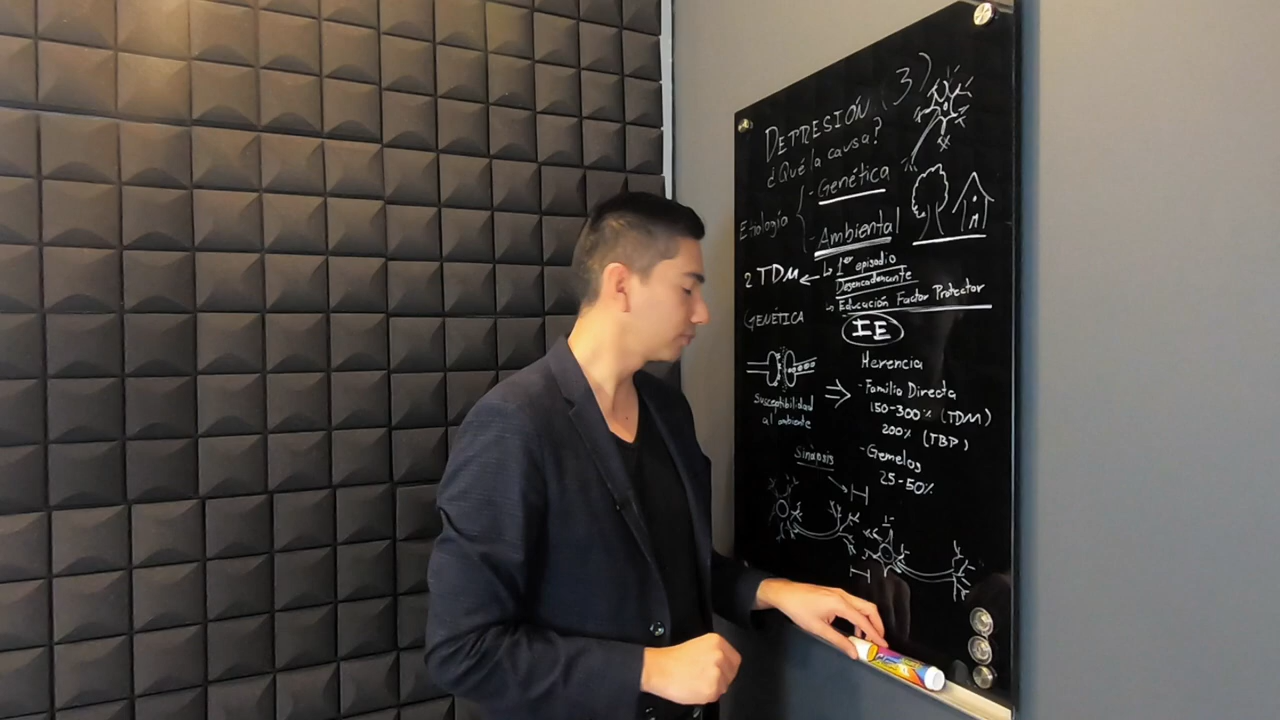 DEPRESIÓN (3)
¿Qué la causa?
Etiología { - Genética
- Ambiental
2 TDM ← ↳ 1er episodio
Desencadenante
↳ Educación Factor Protector
IE
GENÉTICA
Susceptibilidad
al ambiente
⇒
Herencia
- Familia Directa
150-300% (TDM)
200% (TBP)
- Gemelos
25-50%
Sinapsis